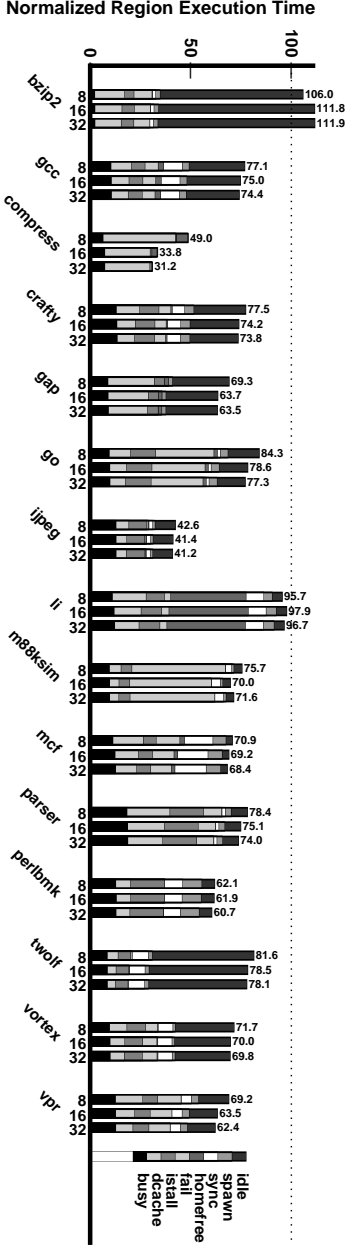 Normalized Region Execution Time
0
50
100
bzip2
8 106.0
16 111.8
32 111.9
gcc
8 77.1
16 75.0
32 74.4
compress
8 49.0
16 33.8
32 31.2
crafty
8 77.5
16 74.2
32 73.8
gap
8 69.3
16 63.7
32 63.5
go
8 84.3
16 78.6
32 77.3
ijpeg
8 42.6
16 41.4
32 41.2
li
8 95.7
16 97.9
32 96.7
m88ksim
8 75.7
16 70.0
32 71.6
mcf
8 70.9
16 69.2
32 68.4
parser
8 78.4
16 75.1
32 74.0
perlbmk
8 62.1
16 61.9
32 60.7
twolf
8 81.6
16 78.5
32 78.1
vortex
8 71.7
16 70.0
32 69.8
vpr
8 69.2
16 63.5
32 62.4
idle
spawn
sync
homefree
fail
istall
dcache
busy